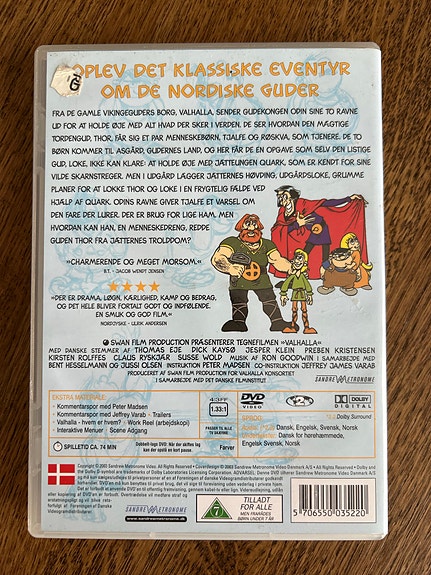 OPLEV DET KLASSISKE EVENTYR
OM DE NORDISKE GUDER
FRA DE GAMLE VIKINGEGUDERS BORG, VALHALLA, SENDER GUDEKONGEN ODIN SINE TO RAVNE
UD FOR AT HOLDE ØJE MED ALT HVAD DER SKER I VERDEN. DE SER HVORDAN DEN MÆGTIGE
TORDENGUD, THOR, FÅR SIG ET PAR MENNESKEBØRN, TJALFE OG RØSKVA, SOM TJENERE. DE TO
BØRN KOMMER TIL ASGÅRD, GUDERNES LAND, OG HER FÅR DE EN OPGAVE SOM SELV DEN LISTIGE
GUD, LOKE, IKKE KAN KLARE: AT HOLDE ØJE MED JÆTTEUNGEN QUARK, SOM ER KENDT FOR SINE
VILDE SKARNSTREGER. MEN I UDGÅRD LÆGGER JÆTTERNES HØVDING, UDGÅRDSLOKE, GRUMME
PLANER FOR AT LOKKE THOR OG LOKE I EN FRYGTELIG FÆLDE VED
HJÆLP AF QUARK. ODINS RAVNE GIVER TJALFE ET VARSEL OM
DEN FARE DER LURER. DER ER BRUG FOR LIGE HAM. MEN
HVORDAN KAN HAN, EN MENNESKEDRENG, REDDE
GUDEN THOR FRA JÆTTERNES TROLDDOM?
»CHARMERENDE OG MEGET MORSOM.«
B.T. - JACOB WENDT JENSEN
»DER ER DRAMA, LØGN, KÆRLIGHED, KAMP OG BEDRAG,
OG DET HELE BLIVER FORTALT GODT OG INDFØLENDE.
EN SMUK OG GOD FILM.«
NORDJYSKE - ULRIK ANDERSEN
SWAN FILM PRODUCTION PRÆSENTERER TEGNEFILMEN »VALHALLA«
MED DANSKE STEMMER AF THOMAS EJE DICK KAYSØ JESPER KLEIN PREBEN KRISTENSEN
KIRSTEN ROLFFES CLAUS RYSKJÆR SUSSE WOLD MUSIK AF RON GOODWIN I SAMARBEJDE MED
BENT HESSELMANN OG JUSSI OLSEN INSTRUKTION PETER MADSEN CO-INSTRUKTION JEFFREY JAMES VARAB
PRODUCERET AF SWAN FILM PRODUCTION FOR VALHALLA KONSORTIET
I SAMARBEJDE MED DET DANSKE FILMINSTITUT
SANDREW METRONOME
EKSTRA MATERIALE:
- Kommentarspor med Peter Madsen
- Kommentarspor med Jeffrey Varab - Trailers
Valhalla - hvem er hvem? - Work Reel (arbejdskopi)
Interaktive Menuer - Scene Adgang
SPILLETID CA. 74 MIN
Dobbelt-lags DVD: Når der skiftes lag
kan der opstå en kort pause.
Farver
1.33:1
DVD
VIDEO
2
DOLBY
DIGITAL
Dolby Surround
Dansk, Engelsk, Svensk, Norsk
Dansk for hørehæmmede,
Engelsk, Svensk, Norsk
SANDREW METRONOME
www.sandrewmetronome.dk
7
TILLADT
FOR ALLE
MEN FRARÅDES
BØRN UNDER 7 ÅR
5 706550 035220